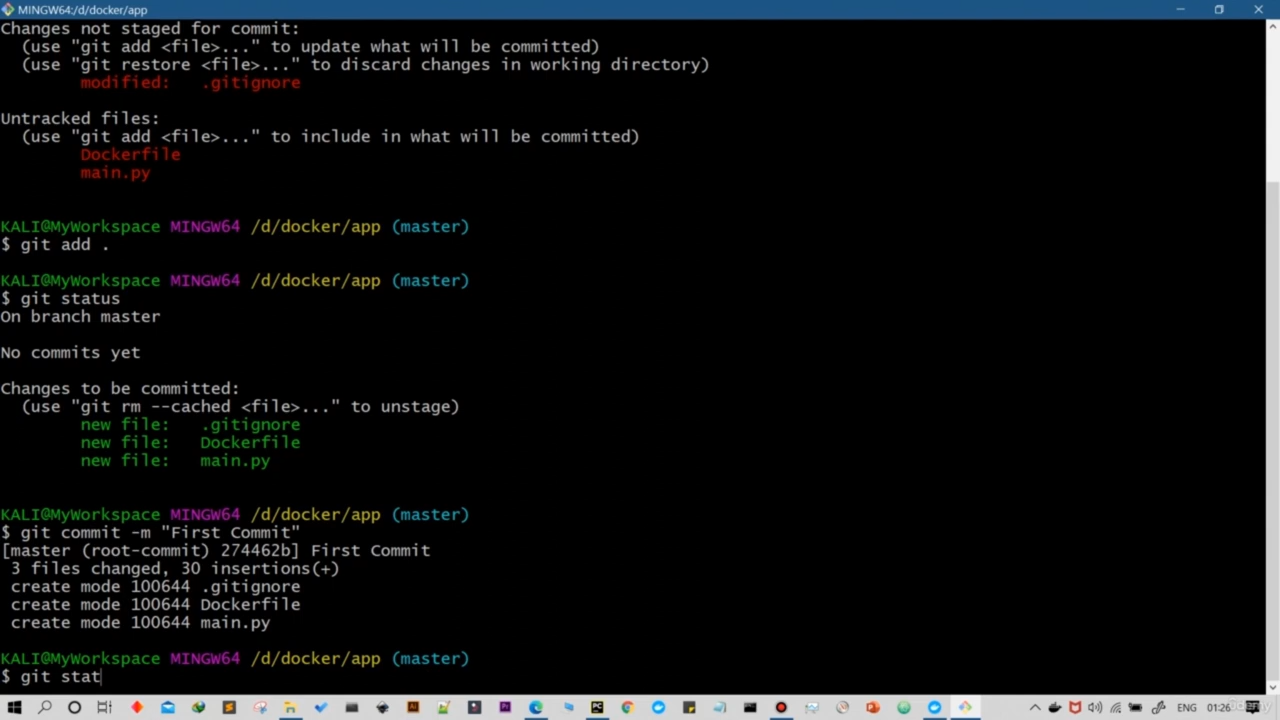 MINGW64:/d/docker/app
Changes not staged for commit:
  (use "git add <file>..." to update what will be committed)
  (use "git restore <file>..." to discard changes in working directory)
        modified:   .gitignore
Untracked files:
  (use "git add <file>..." to include in what will be committed)
        Dockerfile
        main.py
KALI@MyWorkspace MINGW64 /d/docker/app (master)
$ git add .
KALI@MyWorkspace MINGW64 /d/docker/app (master)
$ git status
On branch master
No commits yet
Changes to be committed:
  (use "git rm --cached <file>..." to unstage)
        new file:   .gitignore
        new file:   Dockerfile
        new file:   main.py
KALI@MyWorkspace MINGW64 /d/docker/app (master)
$ git commit -m "First Commit"
[master (root-commit) 274462b] First Commit
 3 files changed, 30 insertions(+)
 create mode 100644 .gitignore
 create mode 100644 Dockerfile
 create mode 100644 main.py
KALI@MyWorkspace MINGW64 /d/docker/app (master)
$ git stat
ENG 01:26